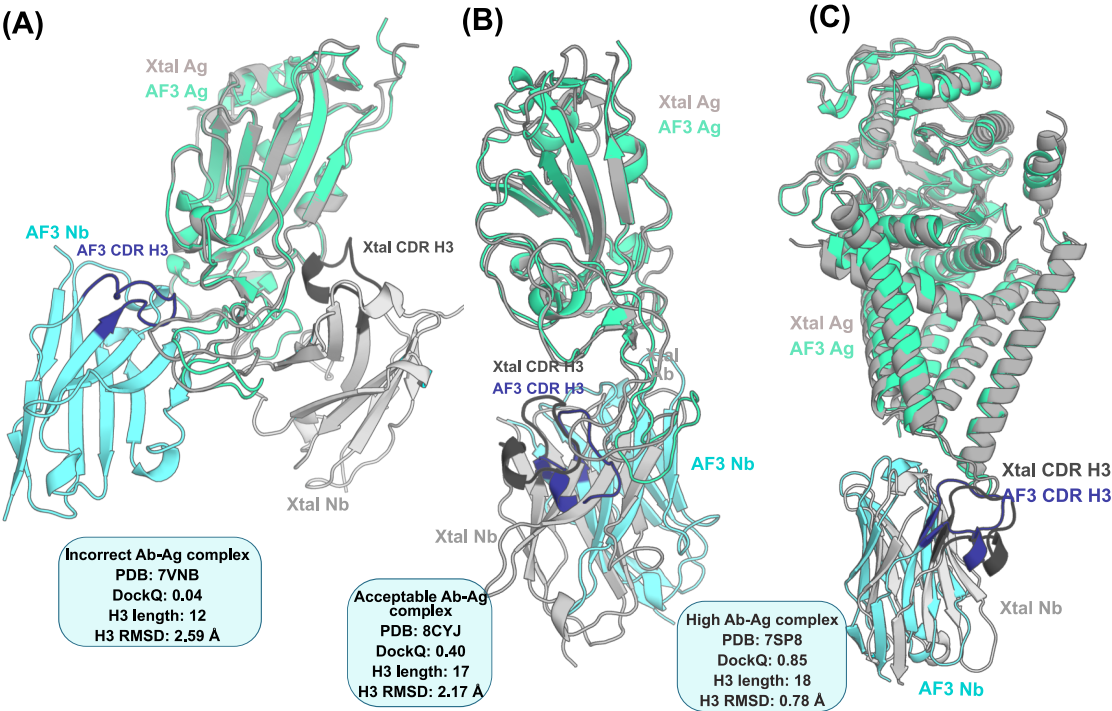 (A)
Xtal Ag
AF3 Ag
AF3 Nb
AF3 CDR H3
Xtal CDR H3
Xtal Nb
Incorrect Ab-Ag complex
PDB: 7VNB
DockQ: 0.04
H3 length: 12
H3 RMSD: 2.59 Å
(B)
Xtal Ag
AF3 Ag
Xtal
Ab
Xtal CDR H3
AF3 CDR H3
AF3 Nb
Xtal Nb
Acceptable Ab-Ag
complex
PDB: 8CYJ
DockQ: 0.40
H3 length: 17
H3 RMSD: 2.17 Å
(C)
Xtal Ag
AF3 Ag
Xtal CDR H3
AF3 CDR H3
Xtal Nb
AF3 Nb
High Ab-Ag complex
PDB: 7SP8
DockQ: 0.85
H3 length: 18
H3 RMSD: 0.78 Å